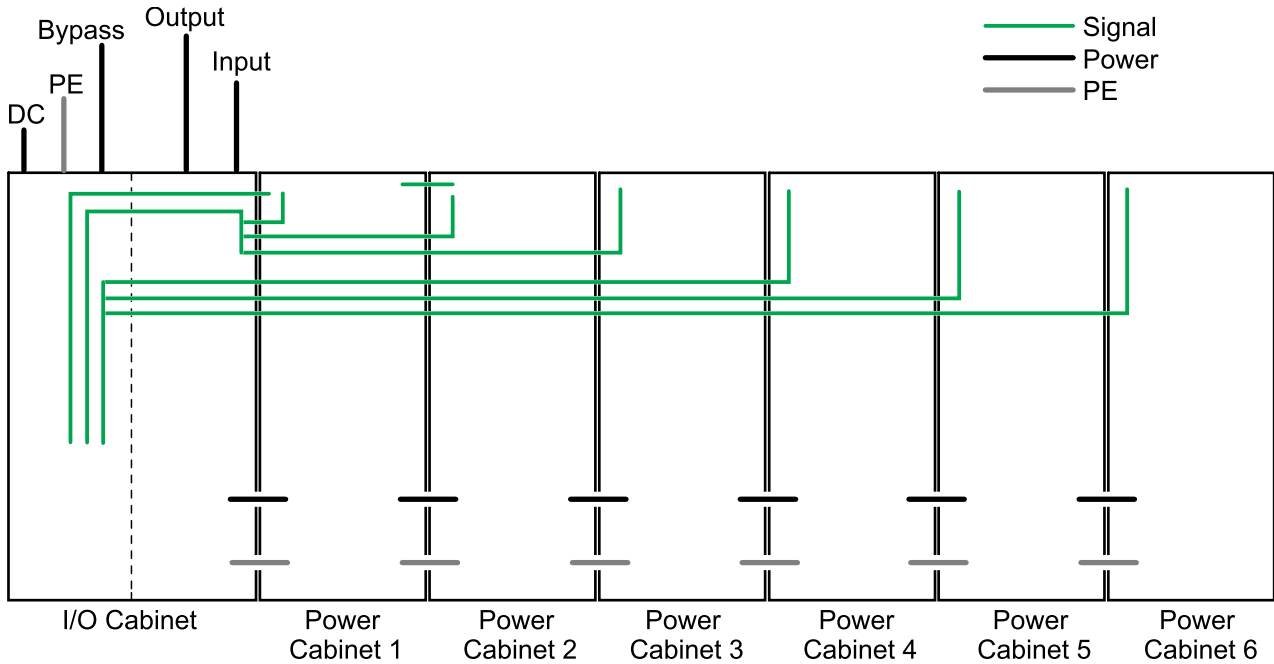 Output
Bypass
Input
PE
DC
Signal
Power
PE
I/O Cabinet
Power
Cabinet 1
Power
Cabinet 2
Power
Cabinet 3
Power
Cabinet 4
Power
Cabinet 5
Power
Cabinet 6